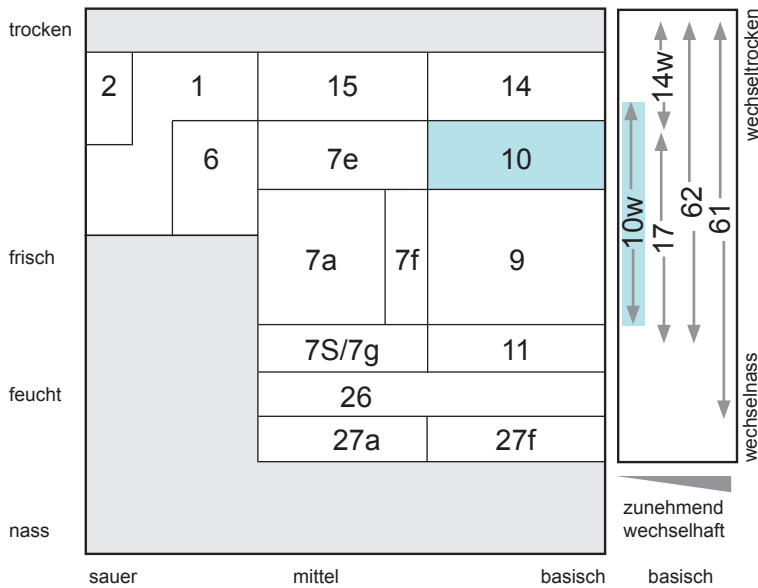 trocken
2 1 15 14
6 7e 10
frisch
7a 7f 9
7S/7g 11
feucht
26
27a 27f
nass
sauer mittel basisch
10w
14w
17
62
61
wechseltrocken
wechselnass
zunehmend
wechselhaft
basisch